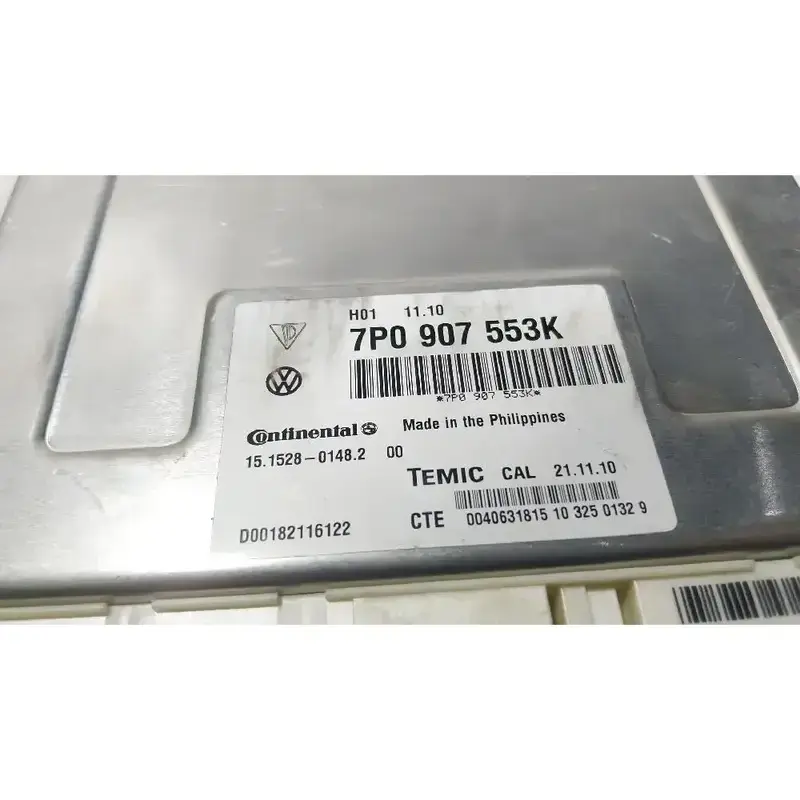 H01 11.10
7P0 907 553K
*7P0 907 553K*
Continental
Made in the Philippines
15.1528-0148.2 00
TEMIC CAL 21.11.10
CTE 0040631815 10 325 0132 9
D00182116122